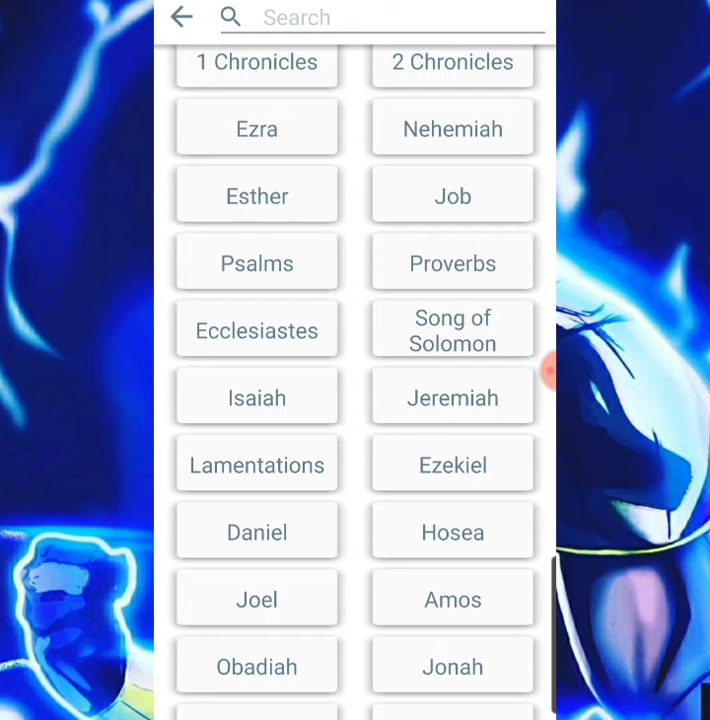 Search
1 Chronicles
2 Chronicles
Ezra
Nehemiah
Esther
Job
Psalms
Proverbs
Ecclesiastes
Song of
Solomon
Isaiah
Jeremiah
Lamentations
Ezekiel
Daniel
Hosea
Joel
Amos
Obadiah
Jonah